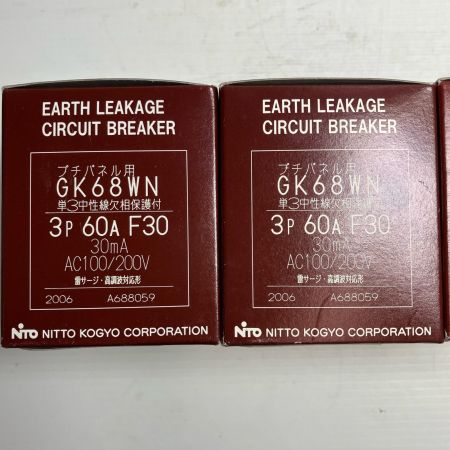 EARTH LEAKAGE
CIRCUIT BREAKER
プチパネル用
GK68WN
単3中性線欠相保護付
3P 60A F30
30mA
AC100/200V
雷サージ・高調波対応形
2006 A688059
NITO NITTO KOGYO CORPORATION
EARTH LEAKAGE
CIRCUIT BREAKER
プチパネル用
GK68WN
単3中性線欠相保護付
3P 60A F30
30mA
AC100/200V
雷サージ・高調波対応形
2006 A688059
NITO NITTO KOGYO CORPORATION